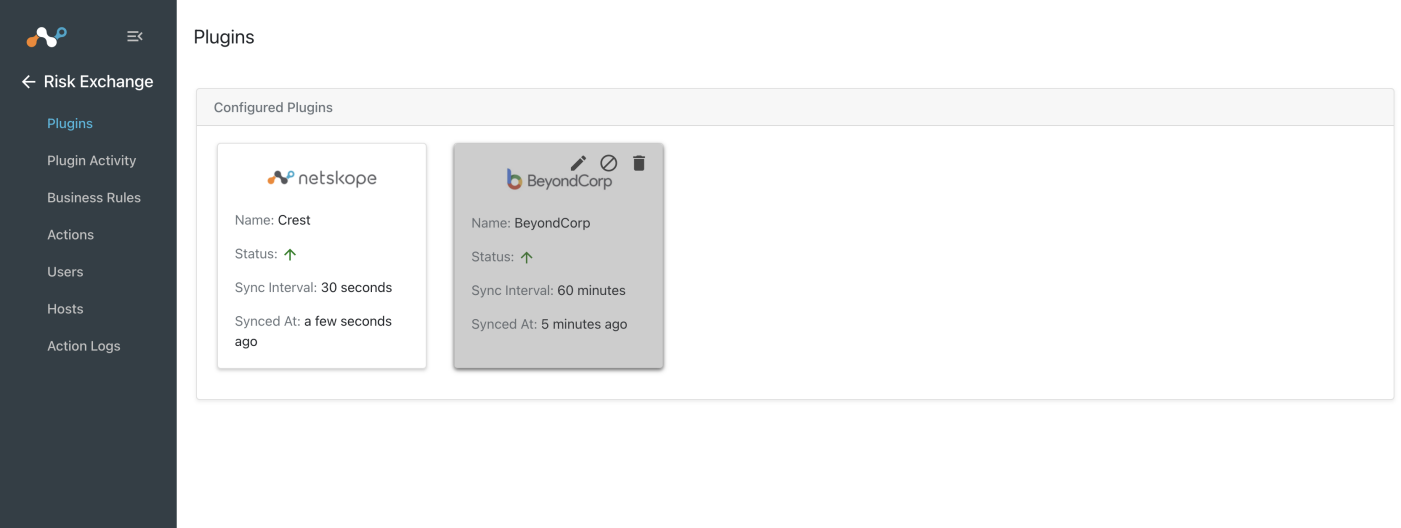 Plugins
Risk Exchange
Plugins
Plugin Activity
Business Rules
Actions
Users
Hosts
Action Logs
Configured Plugins
netskope
Name: Crest
Status:
Sync Interval: 30 seconds
Synced At: a few seconds
ago
BeyondCorp
Name: BeyondCorp
Status:
Sync Interval: 60 minutes
Synced At: 5 minutes ago